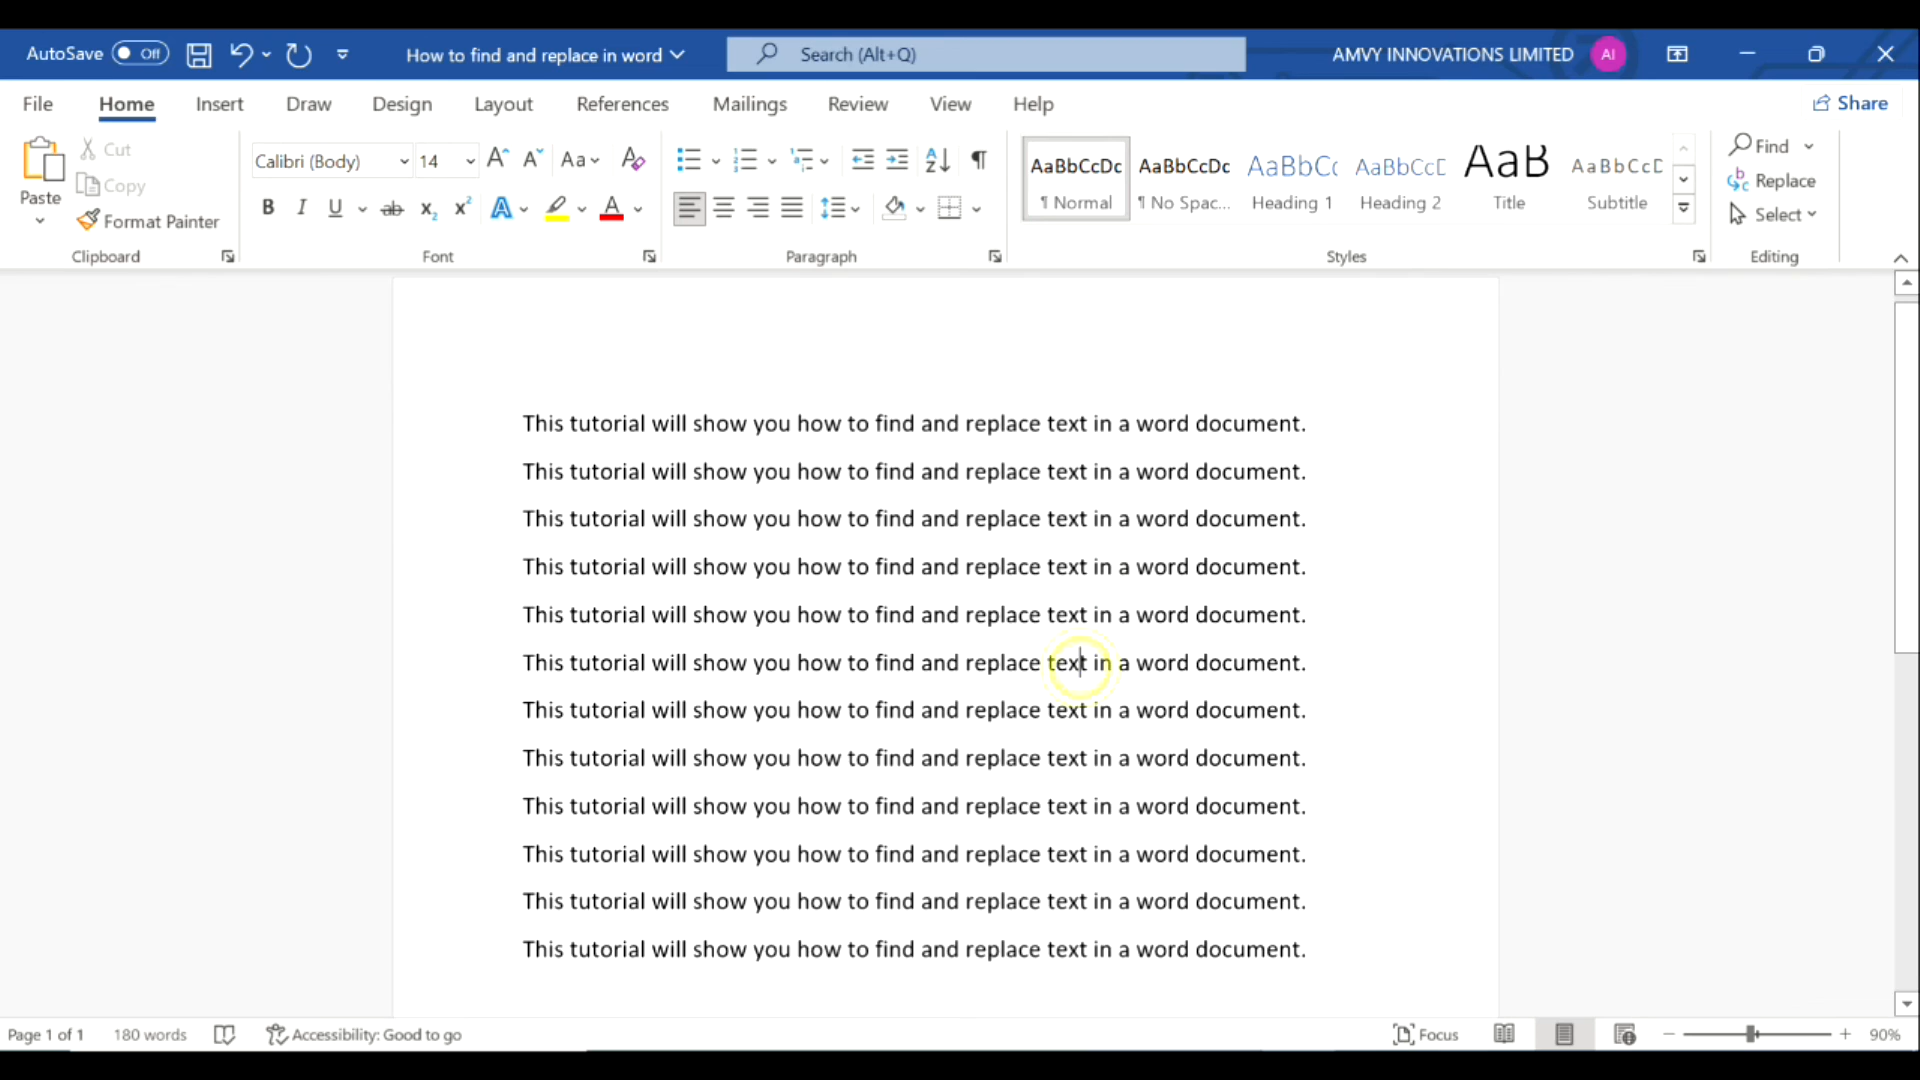 AutoSave Off How to find and replace in word Search (Alt+Q) AMVY INNOVATIONS LIMITED AI
File Home Insert Draw Design Layout References Mailings Review View Help Share
Paste
Cut
Copy
Format Painter
Clipboard
Calibri (Body) 14
Font
Paragraph
AaBbCcDc AaBbCcDc AaBbCc AaBbCcD AaB AaBbCcD
¶ Normal ¶ No Spac... Heading 1 Heading 2 Title Subtitle
Styles
Find
Replace
Select
Editing
This tutorial will show you how to find and replace text in a word document.
This tutorial will show you how to find and replace text in a word document.
This tutorial will show you how to find and replace text in a word document.
This tutorial will show you how to find and replace text in a word document.
This tutorial will show you how to find and replace text in a word document.
This tutorial will show you how to find and replace text in a word document.
This tutorial will show you how to find and replace text in a word document.
This tutorial will show you how to find and replace text in a word document.
This tutorial will show you how to find and replace text in a word document.
This tutorial will show you how to find and replace text in a word document.
This tutorial will show you how to find and replace text in a word document.
This tutorial will show you how to find and replace text in a word document.
Page 1 of 1 180 words Accessibility: Good to go Focus 90%